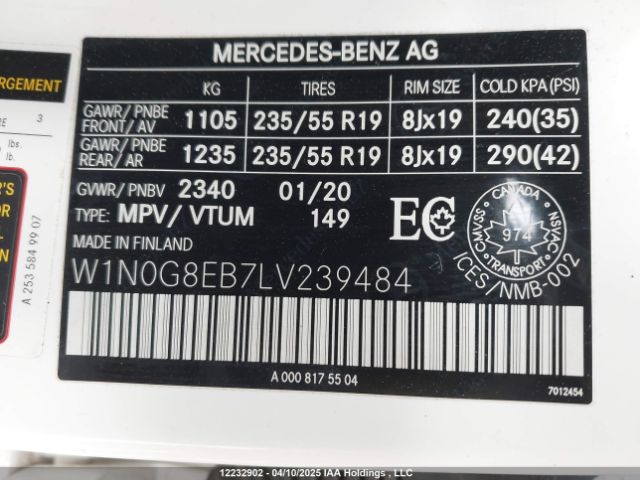 MERCEDES-BENZ AG
KG TIRES RIM SIZE COLD KPA (PSI)
GAWR/PNBE FRONT/AV 1105 235/55 R19 8Jx19 240(35)
GAWR/PNBE REAR/AR 1235 235/55 R19 8Jx19 290(42)
GVWR/PNBV 2340 01/20
TYPE: MPV/VTUM 149
EC
CANADA
CMVSS 974 NSVAC
TRANSPORT
ICES/NMB-002
MADE IN FINLAND
W1N0G8EB7LV239484
A 000 817 55 04
7012454
RGEMENT
RE 3
lbs.
lb.
R'S
OR
A 253 584 99 07
12232902 - 04/10/2025 IAA Holdings , LLC